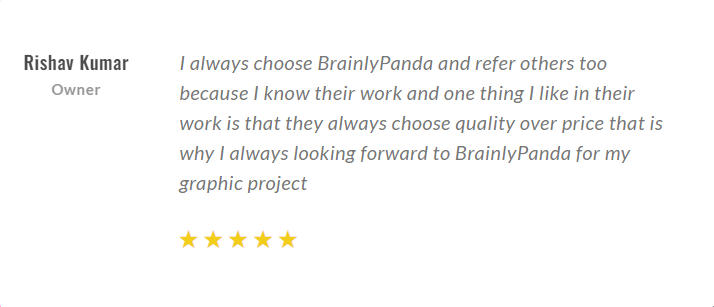 Rishav Kumar
Owner
I always choose BrainlyPanda and refer others too
because I know their work and one thing I like in their
work is that they always choose quality over price that is
why I always looking forward to BrainlyPanda for my
graphic project